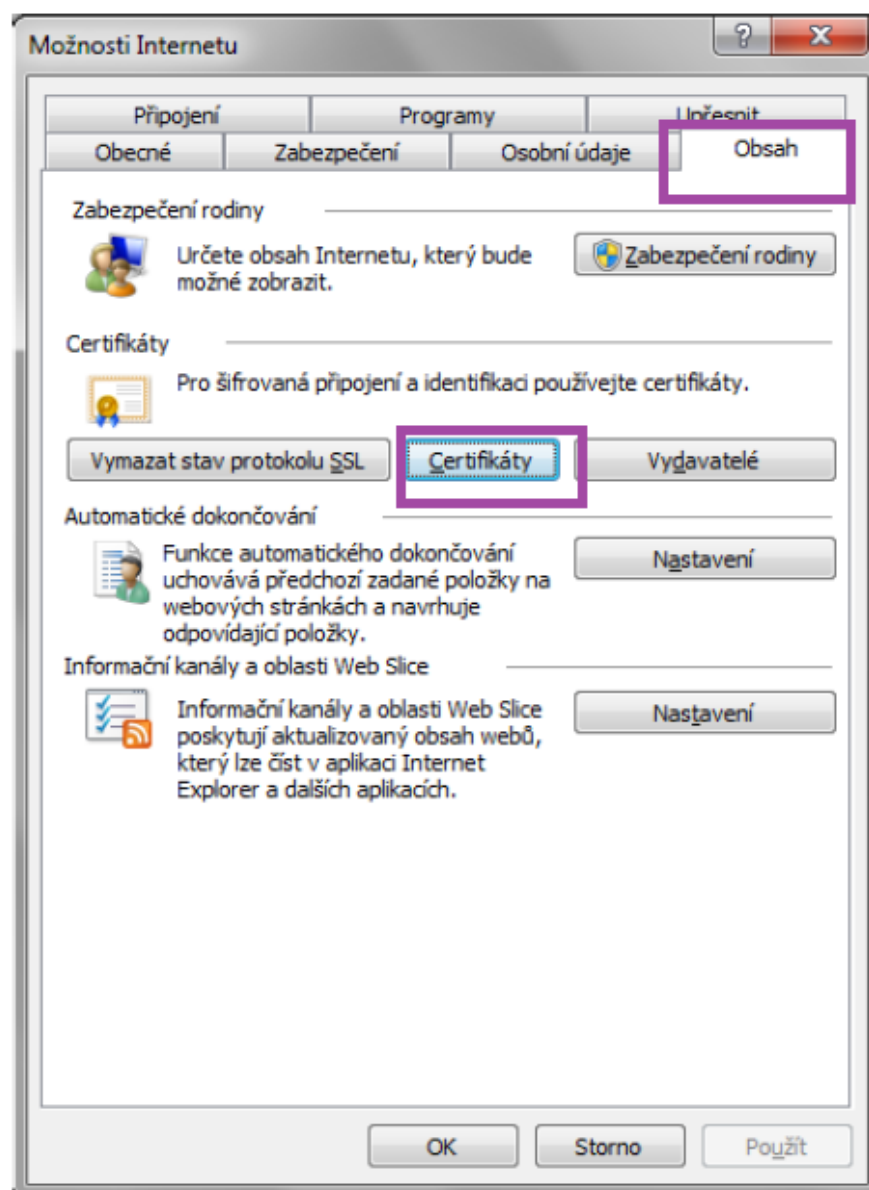 Možnosti Internetu
Připojení Programy Upřesnit
Obecné Zabezpečení Osobní údaje Obsah
Zabezpečení rodiny
Určete obsah Internetu, který bude
možné zobrazit.
Zabezpečení rodiny
Certifikáty
Pro šifrovaná připojení a identifikaci používejte certifikáty.
Vymazat stav protokolu SSL Certifikáty Vydavatelé
Automatické dokončování
Funkce automatického dokončování
uchovává předchozí zadané položky na
webových stránkách a navrhuje
odpovídající položky.
Nastavení
Informační kanály a oblasti Web Slice
Informační kanály a oblasti Web Slice
poskytují aktualizovaný obsah webů,
který lze číst v aplikaci Internet
Explorer a dalších aplikacích.
Nastavení
OK Storno Použít